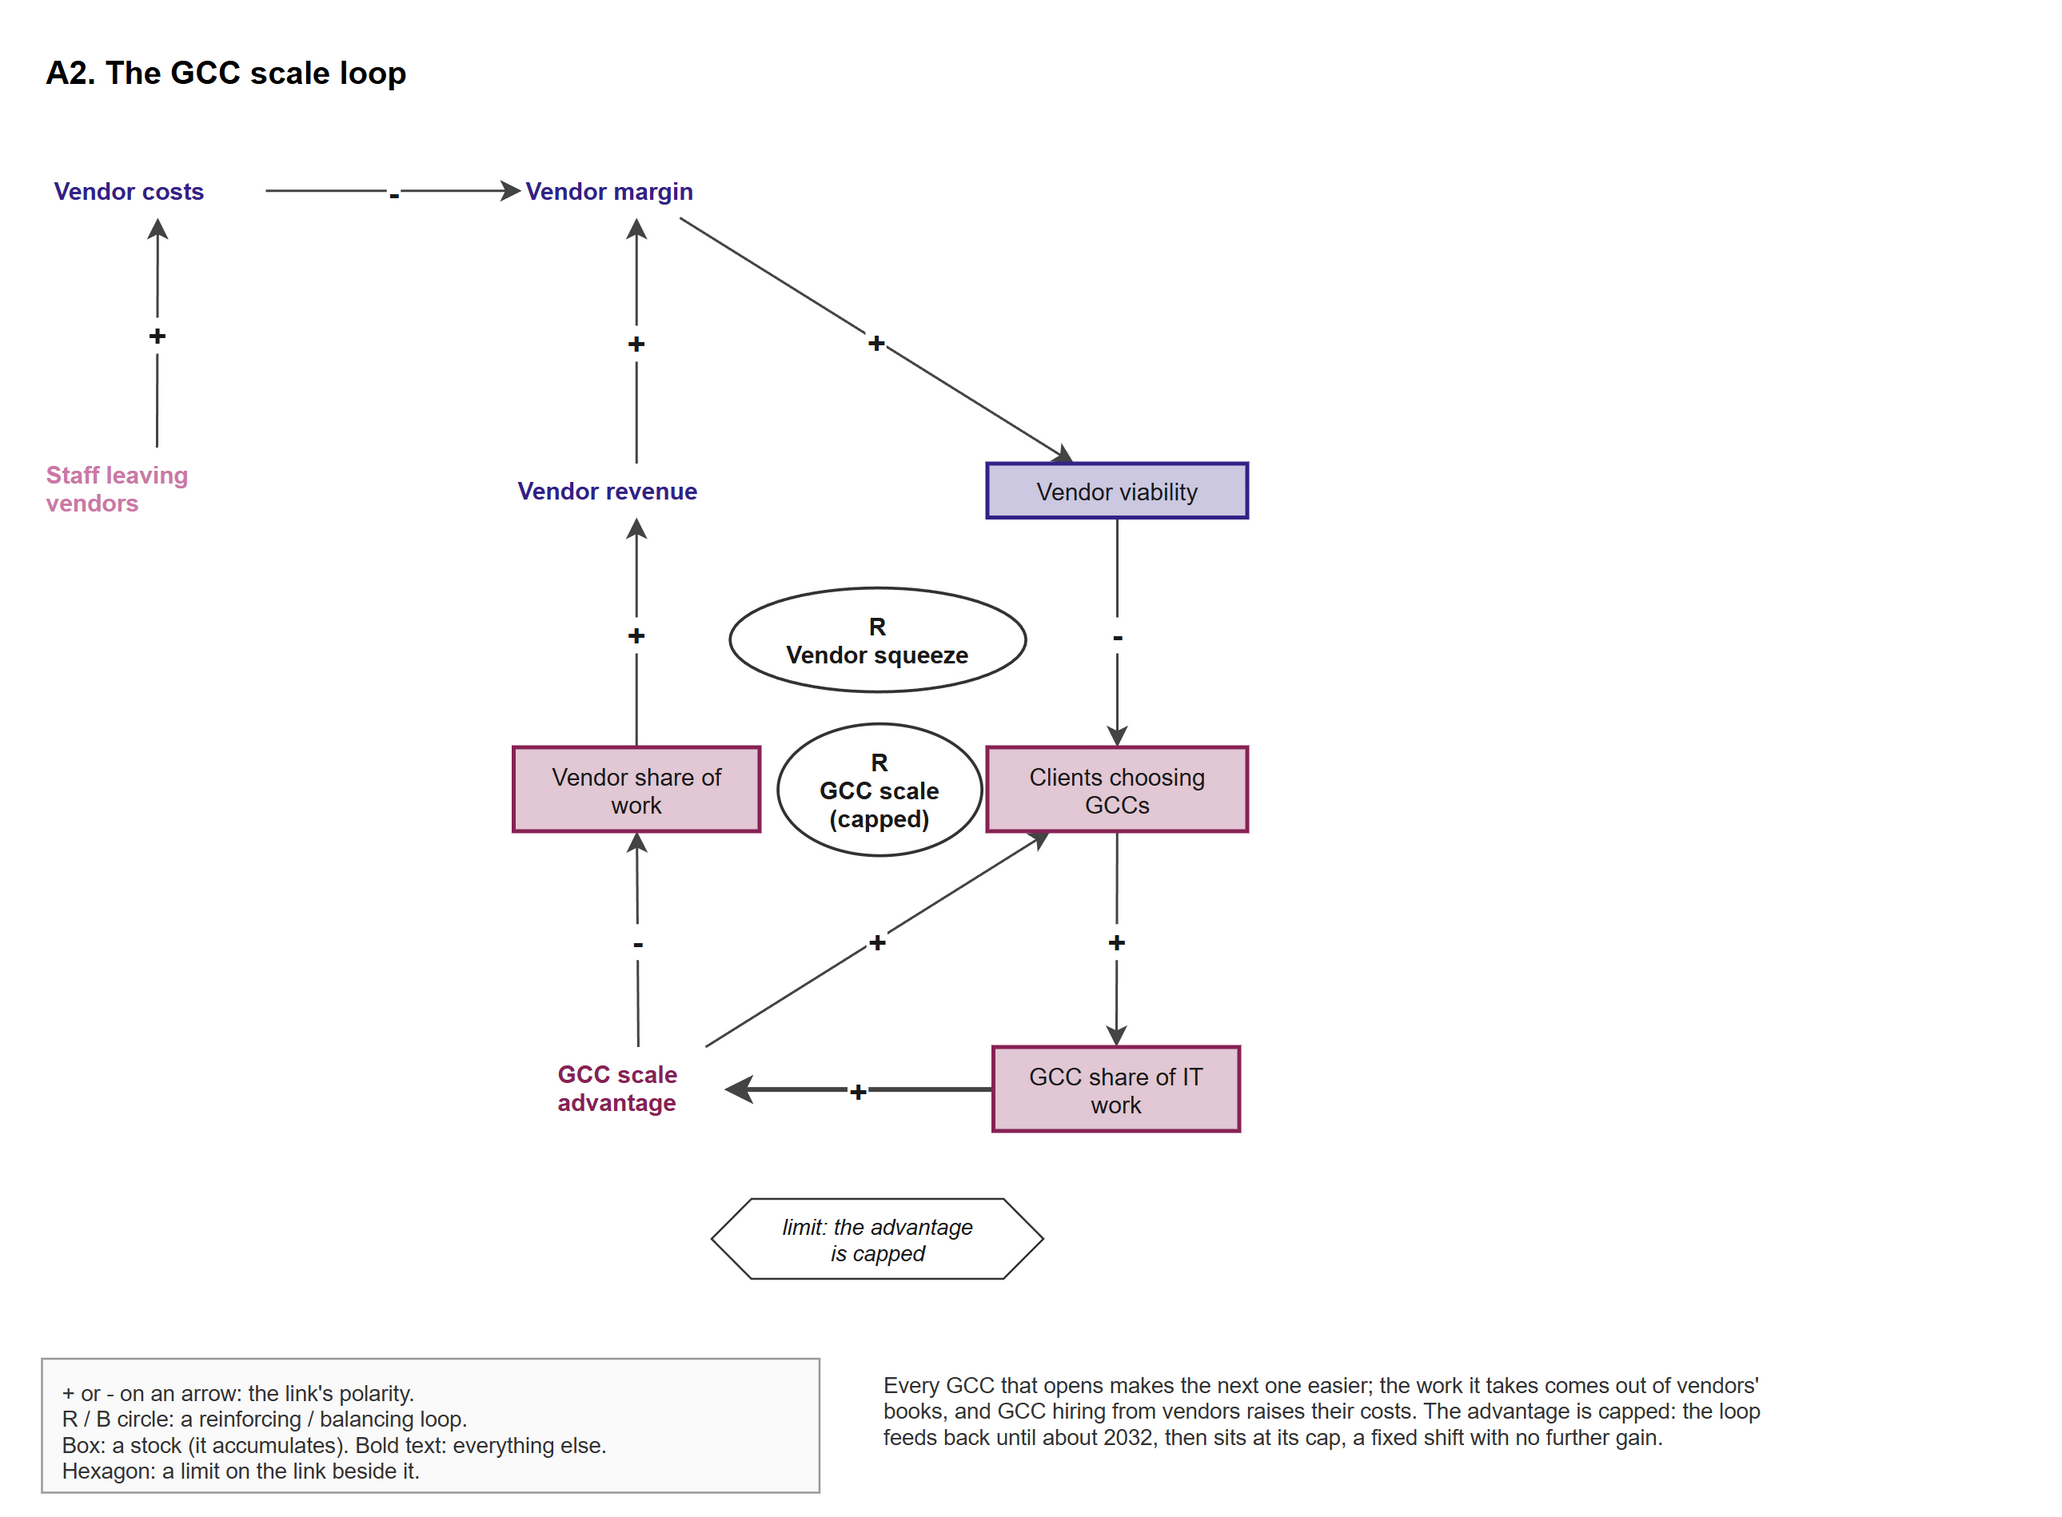 A2. The GCC scale loop
Vendor costs
-
Vendor margin
+
+
+
Staff leaving
vendors
Vendor revenue
Vendor viability
+
R
Vendor squeeze
-
Vendor share of
work
R
GCC scale
(capped)
Clients choosing
GCCs
-
+
+
GCC scale
advantage
+
GCC share of IT
work
limit: the advantage
is capped
+ or - on an arrow: the link's polarity.
R / B circle: a reinforcing / balancing loop.
Box: a stock (it accumulates). Bold text: everything else.
Hexagon: a limit on the link beside it.
Every GCC that opens makes the next one easier; the work it takes comes out of vendors'
books, and GCC hiring from vendors raises their costs. The advantage is capped: the loop
feeds back until about 2032, then sits at its cap, a fixed shift with no further gain.